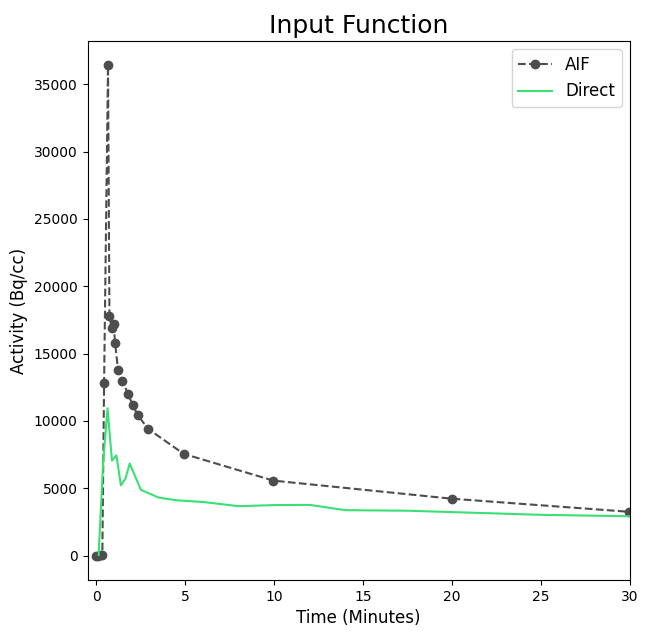 Input Function
AIF
Direct
35000
30000
25000
20000
15000
10000
5000
0
Activity (Bq/cc)
0 5 10 15 20 25 30
Time (Minutes)